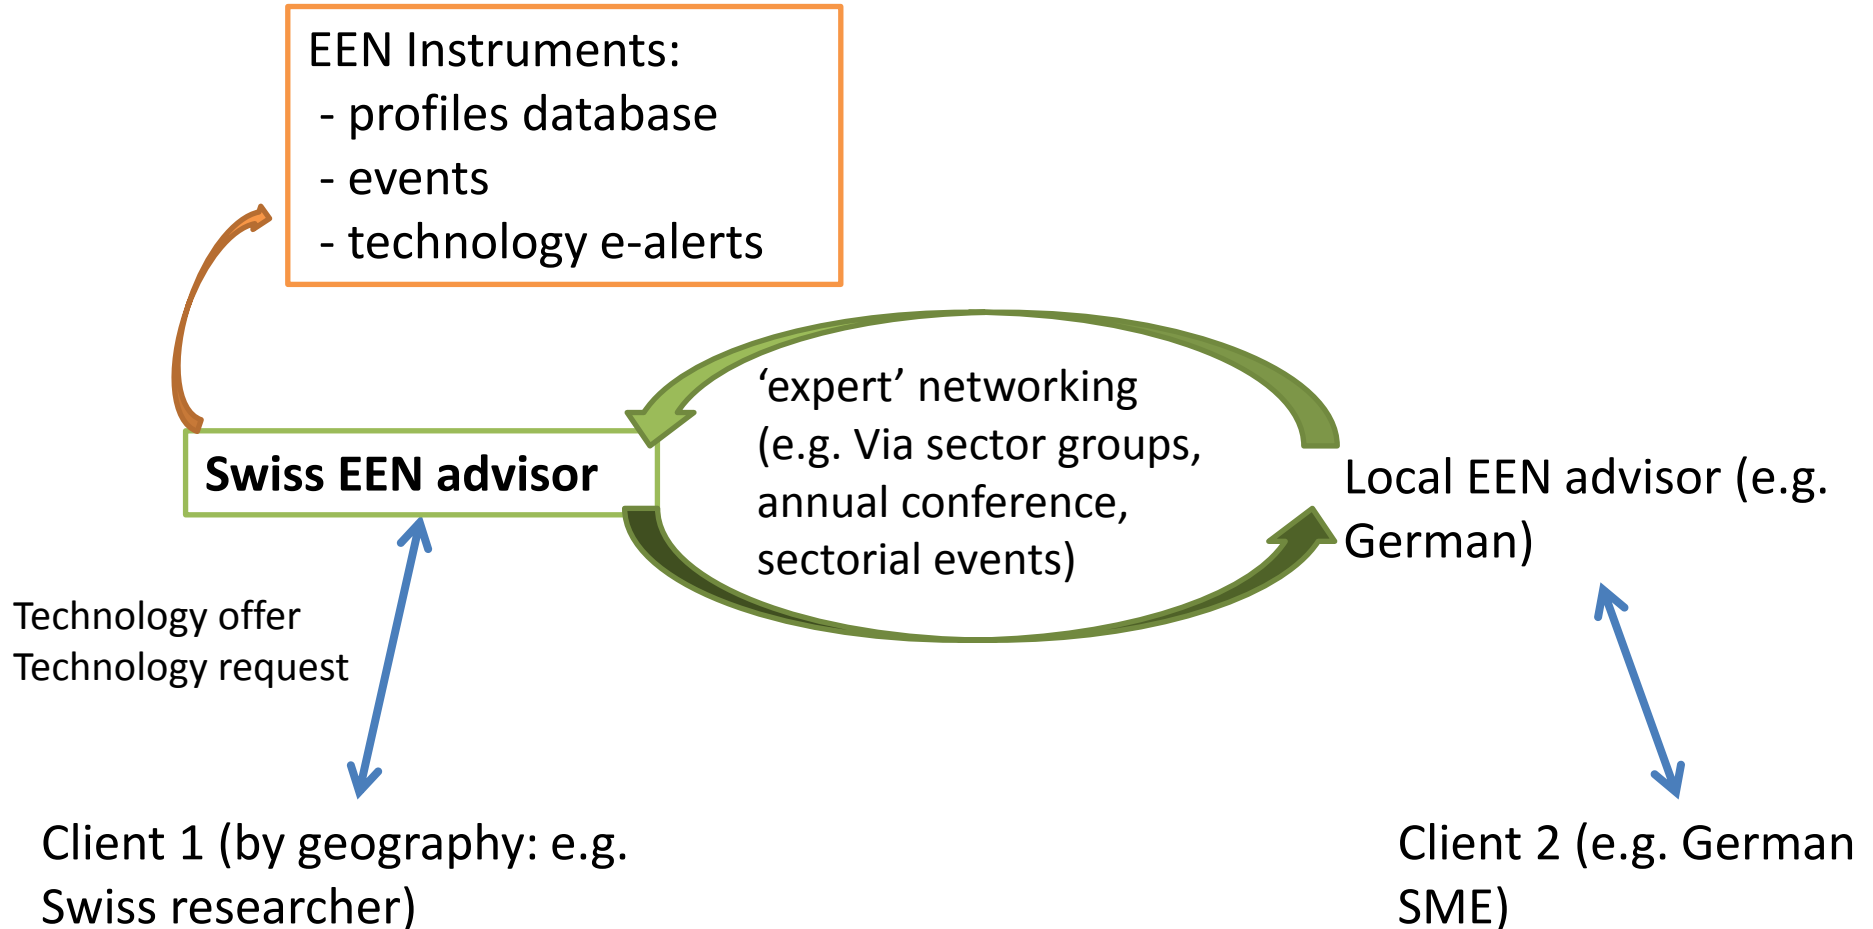 EEN Instruments:
- profiles database
- events
- technology e-alerts
‘expert’ networking
(e.g. Via sector groups,
annual conference,
sectorial events)
Swiss EEN advisor
Local EEN advisor (e.g.
German)
Technology offer
Technology request
Client 1 (by geography: e.g.
Swiss researcher)
Client 2 (e.g. German
SME)